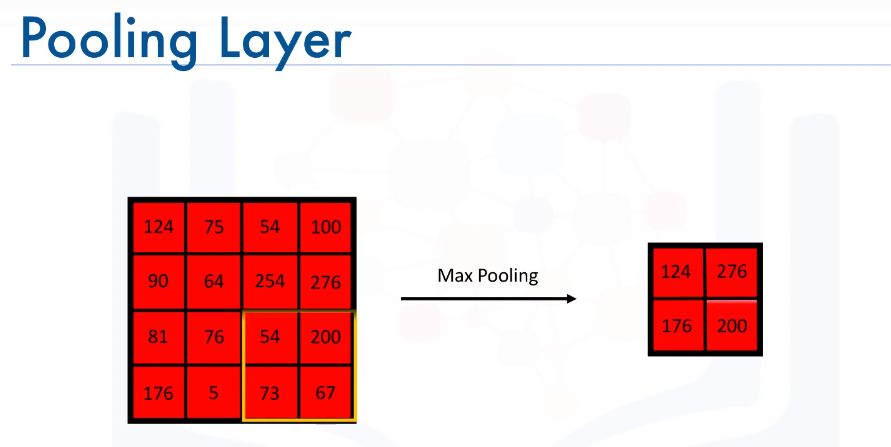 Pooling Layer
124 75 54 100
90 64 254 276
81 76 54 200
176 5 73 67
Max Pooling
124 276
176 200